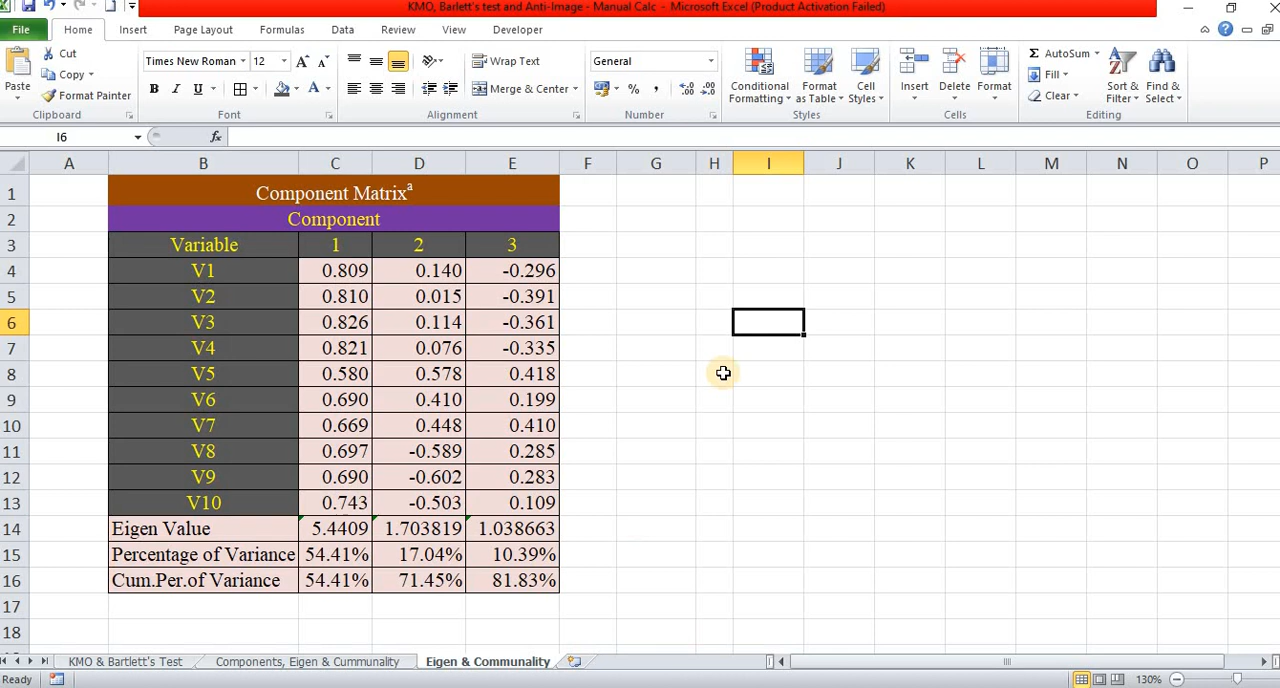 KMO, Barlett's test and Anti-Image - Manual Calc - Microsoft Excel (Product Activation Failed)
File Home Insert Page Layout Formulas Data Review View Developer
Paste Cut Copy Format Painter Clipboard
Times New Roman 12 B I U A Font
Wrap Text Merge & Center Alignment
General % , Number
Conditional Formatting Format as Table Cell Styles Styles
Insert Delete Format Cells
Σ AutoSum Fill Clear Sort & Filter Find & Select Editing
I6 fx
A B C D E F G H I J K L M N O P
1 Component Matrixa
2 Component
3 Variable 1 2 3
4 V1 0.809 0.140 -0.296
5 V2 0.810 0.015 -0.391
6 V3 0.826 0.114 -0.361
7 V4 0.821 0.076 -0.335
8 V5 0.580 0.578 0.418
9 V6 0.690 0.410 0.199
10 V7 0.669 0.448 0.410
11 V8 0.697 -0.589 0.285
12 V9 0.690 -0.602 0.283
13 V10 0.743 -0.503 0.109
14 Eigen Value 5.4409 1.703819 1.038663
15 Percentage of Variance 54.41% 17.04% 10.39%
16 Cum.Per.of Variance 54.41% 71.45% 81.83%
17
18
KMO & Bartlett's Test Components, Eigen & Cummunality Eigen & Communality
Ready 130%